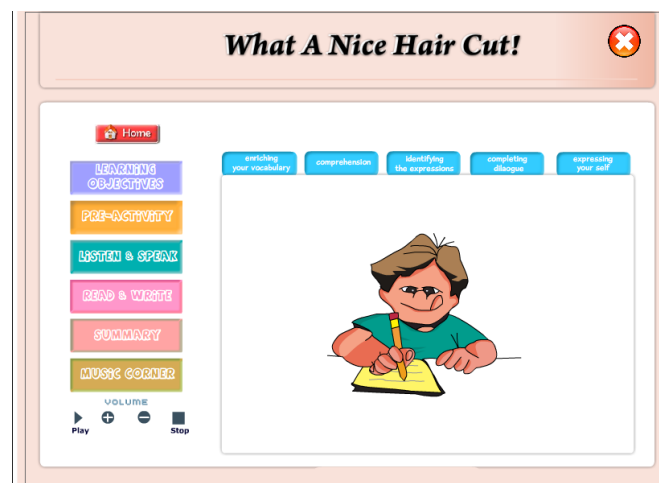 What A Nice Hair Cut!
Home
LEARNING
OBJECTIVES
PRE-ACTIVITY
LISTEN & SPEAK
READ & WRITE
SUMMARY
MUSIC CORNER
VOLUME
Play
Stop
enriching
your vocabulary
comprehension
identifying
the expressions
completing
dilaogue
expressing
your self